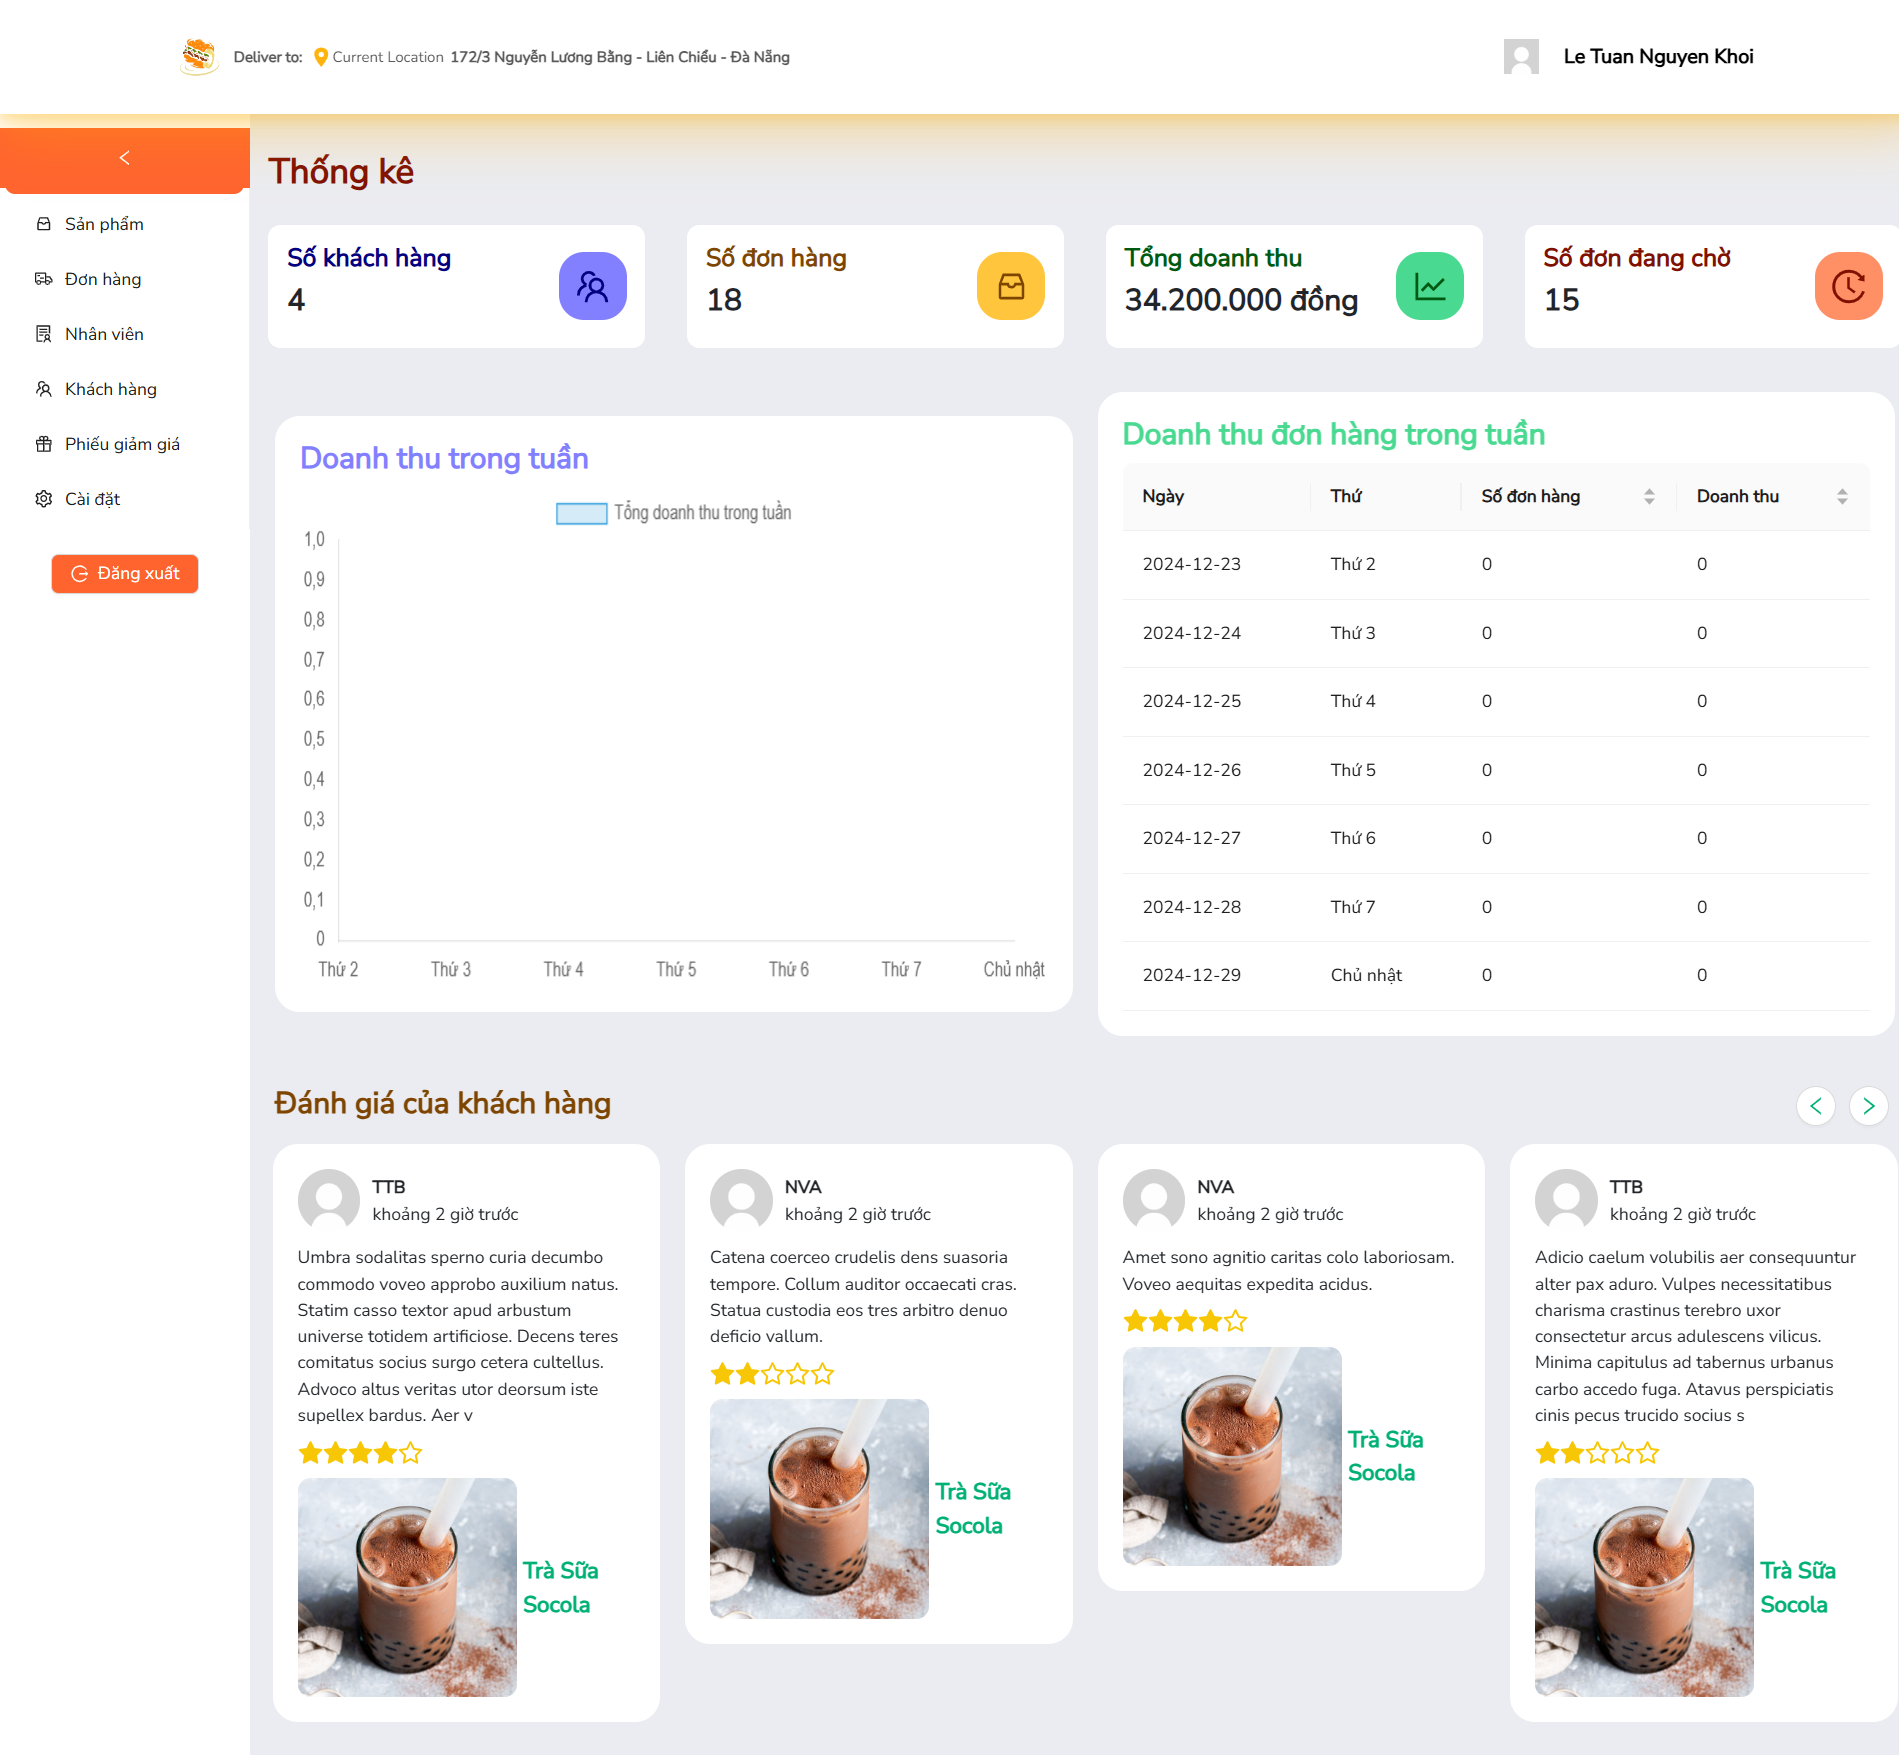 Deliver to: Current Location 172/3 Nguyễn Lương Bằng - Liên Chiểu - Đà Nẵng
Le Tuan Nguyen Khoi
Sản phẩm
Đơn hàng
Nhân viên
Khách hàng
Phiếu giảm giá
Cài đặt
Đăng xuất
Thống kê
Số khách hàng
4
Số đơn hàng
18
Tổng doanh thu
34.200.000 đồng
Số đơn đang chờ
15
Doanh thu trong tuần
Tổng doanh thu trong tuần
1,0
0,9
0,8
0,7
0,6
0,5
0,4
0,3
0,2
0,1
0
Thứ 2 Thứ 3 Thứ 4 Thứ 5 Thứ 6 Thứ 7 Chủ nhật
Doanh thu đơn hàng trong tuần
Ngày Thứ Số đơn hàng Doanh thu
2024-12-23 Thứ 2 0 0
2024-12-24 Thứ 3 0 0
2024-12-25 Thứ 4 0 0
2024-12-26 Thứ 5 0 0
2024-12-27 Thứ 6 0 0
2024-12-28 Thứ 7 0 0
2024-12-29 Chủ nhật 0 0
Đánh giá của khách hàng
TTB
khoảng 2 giờ trước
Umbra sodalitas sperno curia decumbo
commodo voveo approbo auxilium natus.
Statim casso textor apud arbustum
universe totidem artificiose. Decens teres
comitatus socius surgo cetera cultellus.
Advoco altus veritas utor deorsum iste
supellex bardus. Aer v
Trà Sữa
Socola
NVA
khoảng 2 giờ trước
Catena coerceo crudelis dens suasoria
tempore. Collum auditor occaecati cras.
Statua custodia eos tres arbitro denuo
deficio vallum.
Trà Sữa
Socola
NVA
khoảng 2 giờ trước
Amet sono agnitio caritas colo laboriosam.
Voveo aequitas expedita acidus.
Trà Sữa
Socola
TTB
khoảng 2 giờ trước
Adicio caelum volubilis aer consequuntur
alter pax aduro. Vulpes necessitatibus
charisma crastinus terebro uxor
consectetur arcus adulescens vilicus.
Minima capitulus ad tabernus urbanus
carbo accedo fuga. Atavus perspiciatis
cinis pecus trucido socius s
Trà Sữa
Socola